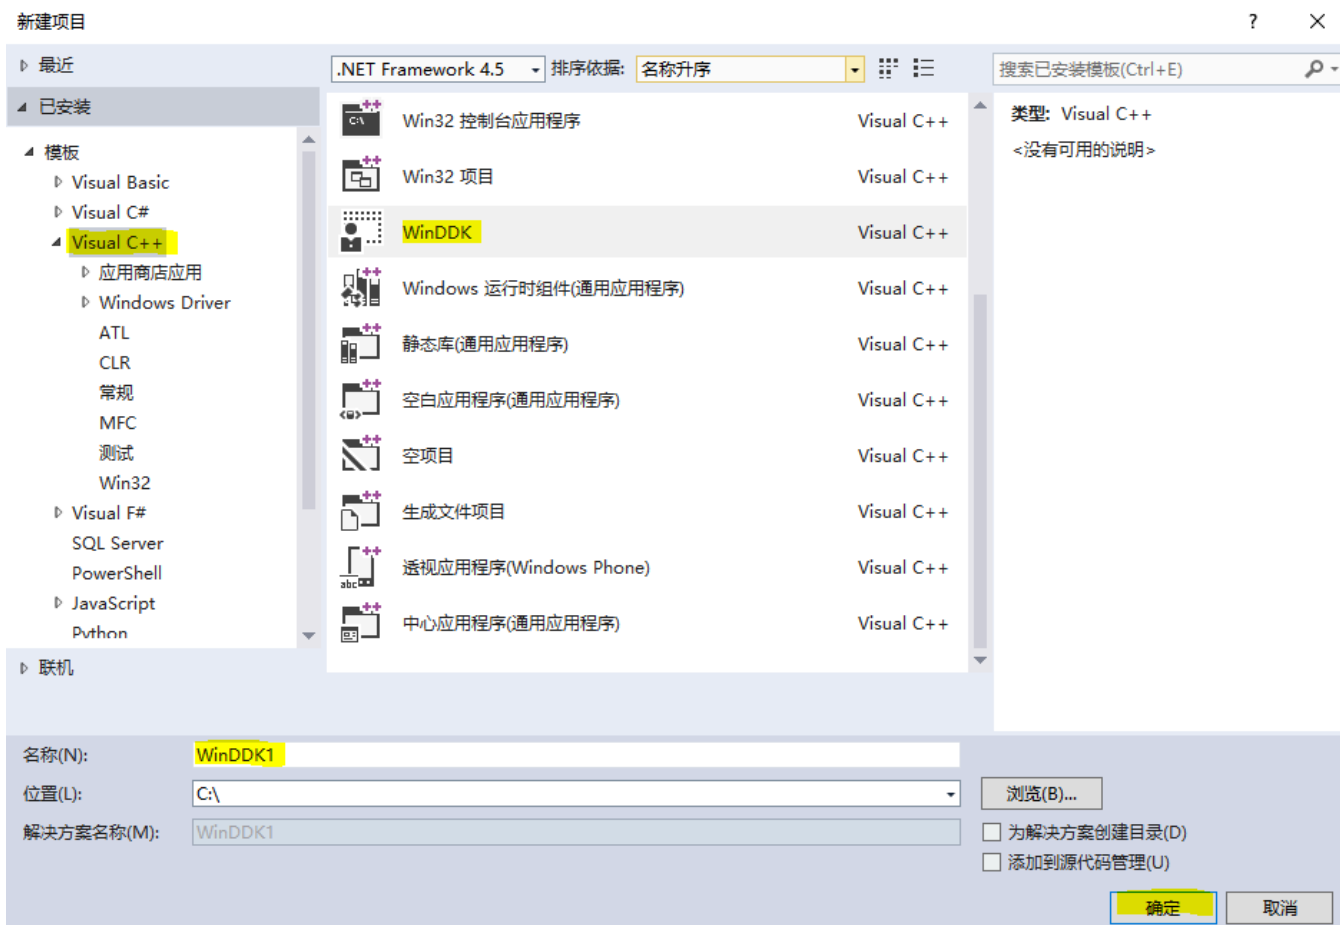 新建项目
?
最近
.NET Framework 4.5
排序依据:
名称升序
搜索已安装模板(Ctrl+E)
已安装
模板
Visual Basic
Visual C#
Visual C++
应用商店应用
Windows Driver
ATL
CLR
常规
MFC
测试
Win32
Visual F#
SQL Server
PowerShell
JavaScript
Python
联机
Win32 控制台应用程序 Visual C++
Win32 项目 Visual C++
WinDDK Visual C++
Windows 运行时组件(通用应用程序) Visual C++
静态库(通用应用程序) Visual C++
空白应用程序(通用应用程序) Visual C++
空项目 Visual C++
生成文件项目 Visual C++
透视应用程序(Windows Phone) Visual C++
中心应用程序(通用应用程序) Visual C++
类型: Visual C++
<没有可用的说明>
名称(N): WinDDK1
位置(L): C:\
浏览(B)...
解决方案名称(M): WinDDK1
为解决方案创建目录(D)
添加到源代码管理(U)
确定
取消